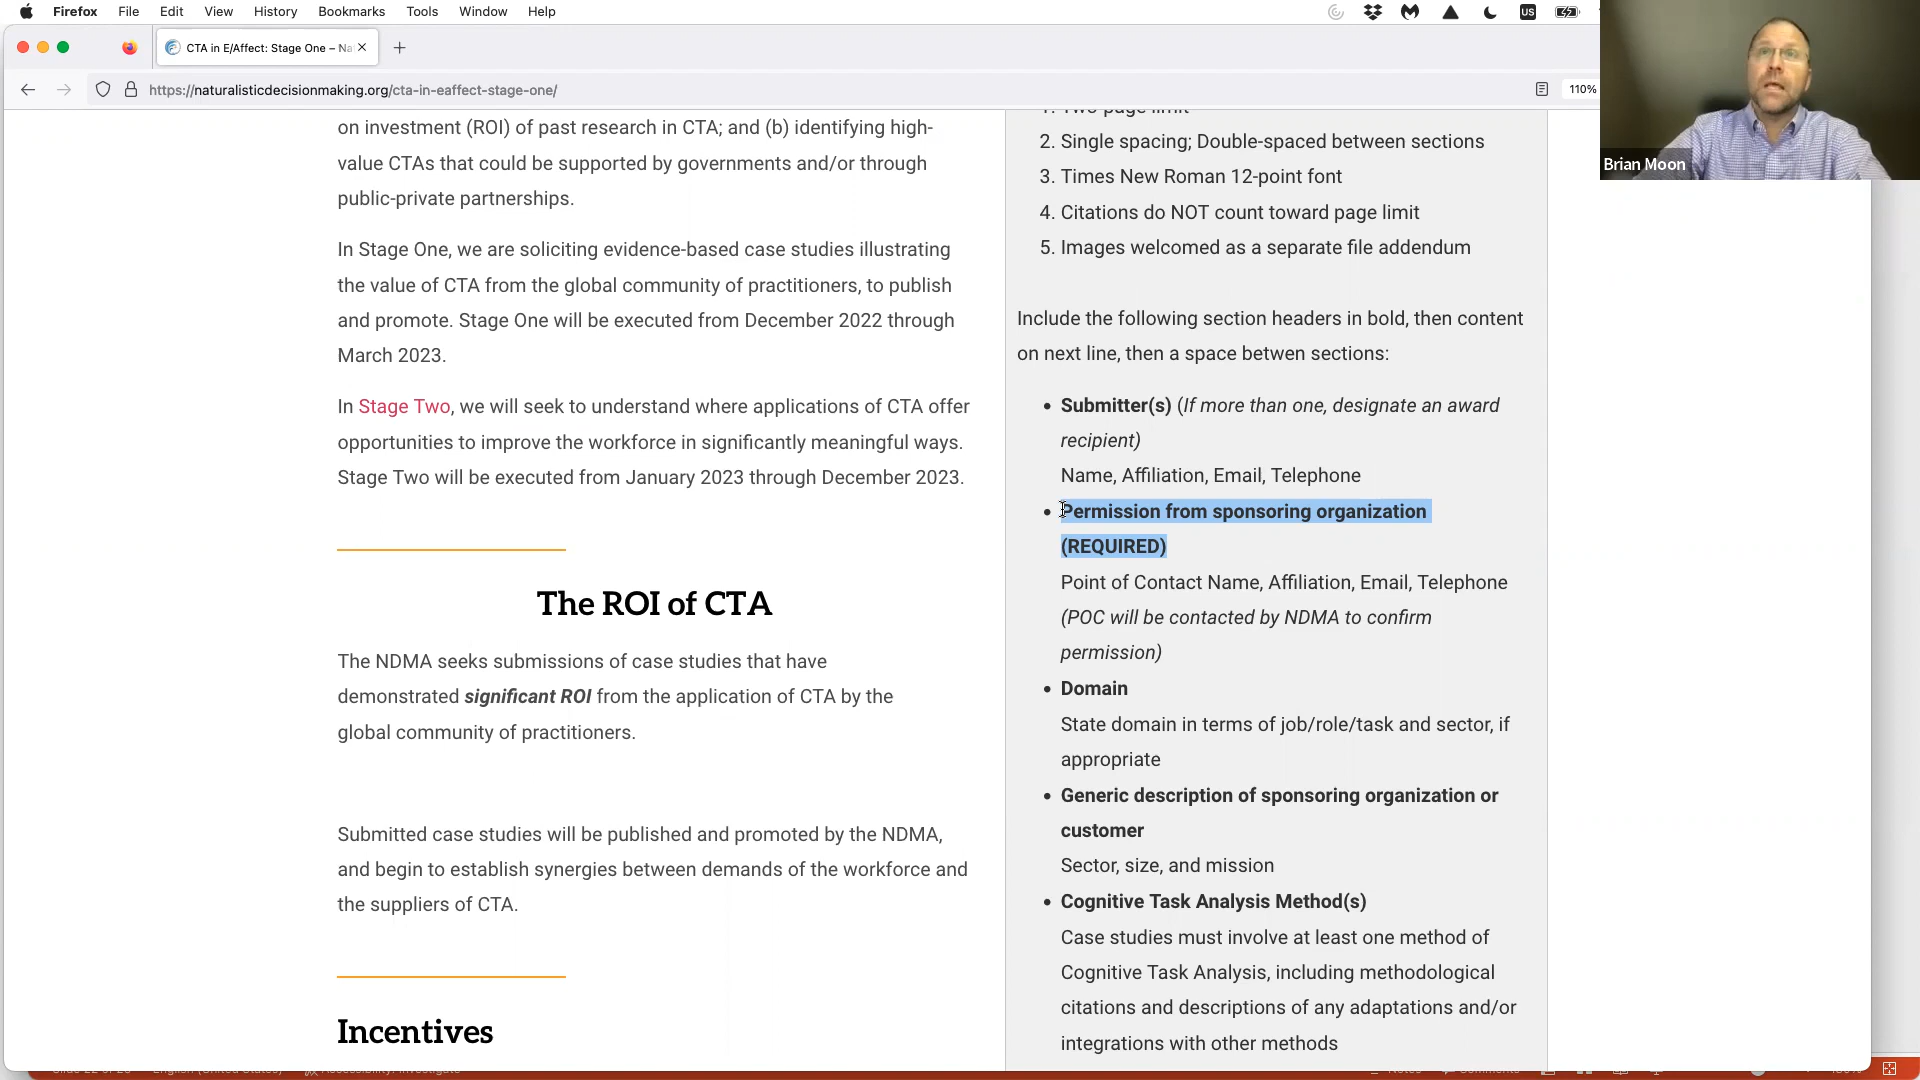 Firefox File Edit View History Bookmarks Tools Window Help
US
CTA in E/Affect: Stage One – Na
https://naturalisticdecisionmaking.org/cta-in-eaffect-stage-one/
110%
Brian Moon
on investment (ROI) of past research in CTA; and (b) identifying high-
value CTAs that could be supported by governments and/or through
public-private partnerships.
In Stage One, we are soliciting evidence-based case studies illustrating
the value of CTA from the global community of practitioners, to publish
and promote. Stage One will be executed from December 2022 through
March 2023.
In Stage Two, we will seek to understand where applications of CTA offer
opportunities to improve the workforce in significantly meaningful ways.
Stage Two will be executed from January 2023 through December 2023.
The ROI of CTA
The NDMA seeks submissions of case studies that have
demonstrated significant ROI from the application of CTA by the
global community of practitioners.
Submitted case studies will be published and promoted by the NDMA,
and begin to establish synergies between demands of the workforce and
the suppliers of CTA.
Incentives
1. Two page limit
2. Single spacing; Double-spaced between sections
3. Times New Roman 12-point font
4. Citations do NOT count toward page limit
5. Images welcomed as a separate file addendum
Include the following section headers in bold, then content
on next line, then a space betwen sections:
• Submitter(s) (If more than one, designate an award
recipient)
Name, Affiliation, Email, Telephone
• Permission from sponsoring organization
(REQUIRED)
Point of Contact Name, Affiliation, Email, Telephone
(POC will be contacted by NDMA to confirm
permission)
• Domain
State domain in terms of job/role/task and sector, if
appropriate
• Generic description of sponsoring organization or
customer
Sector, size, and mission
• Cognitive Task Analysis Method(s)
Case studies must involve at least one method of
Cognitive Task Analysis, including methodological
citations and descriptions of any adaptations and/or
integrations with other methods